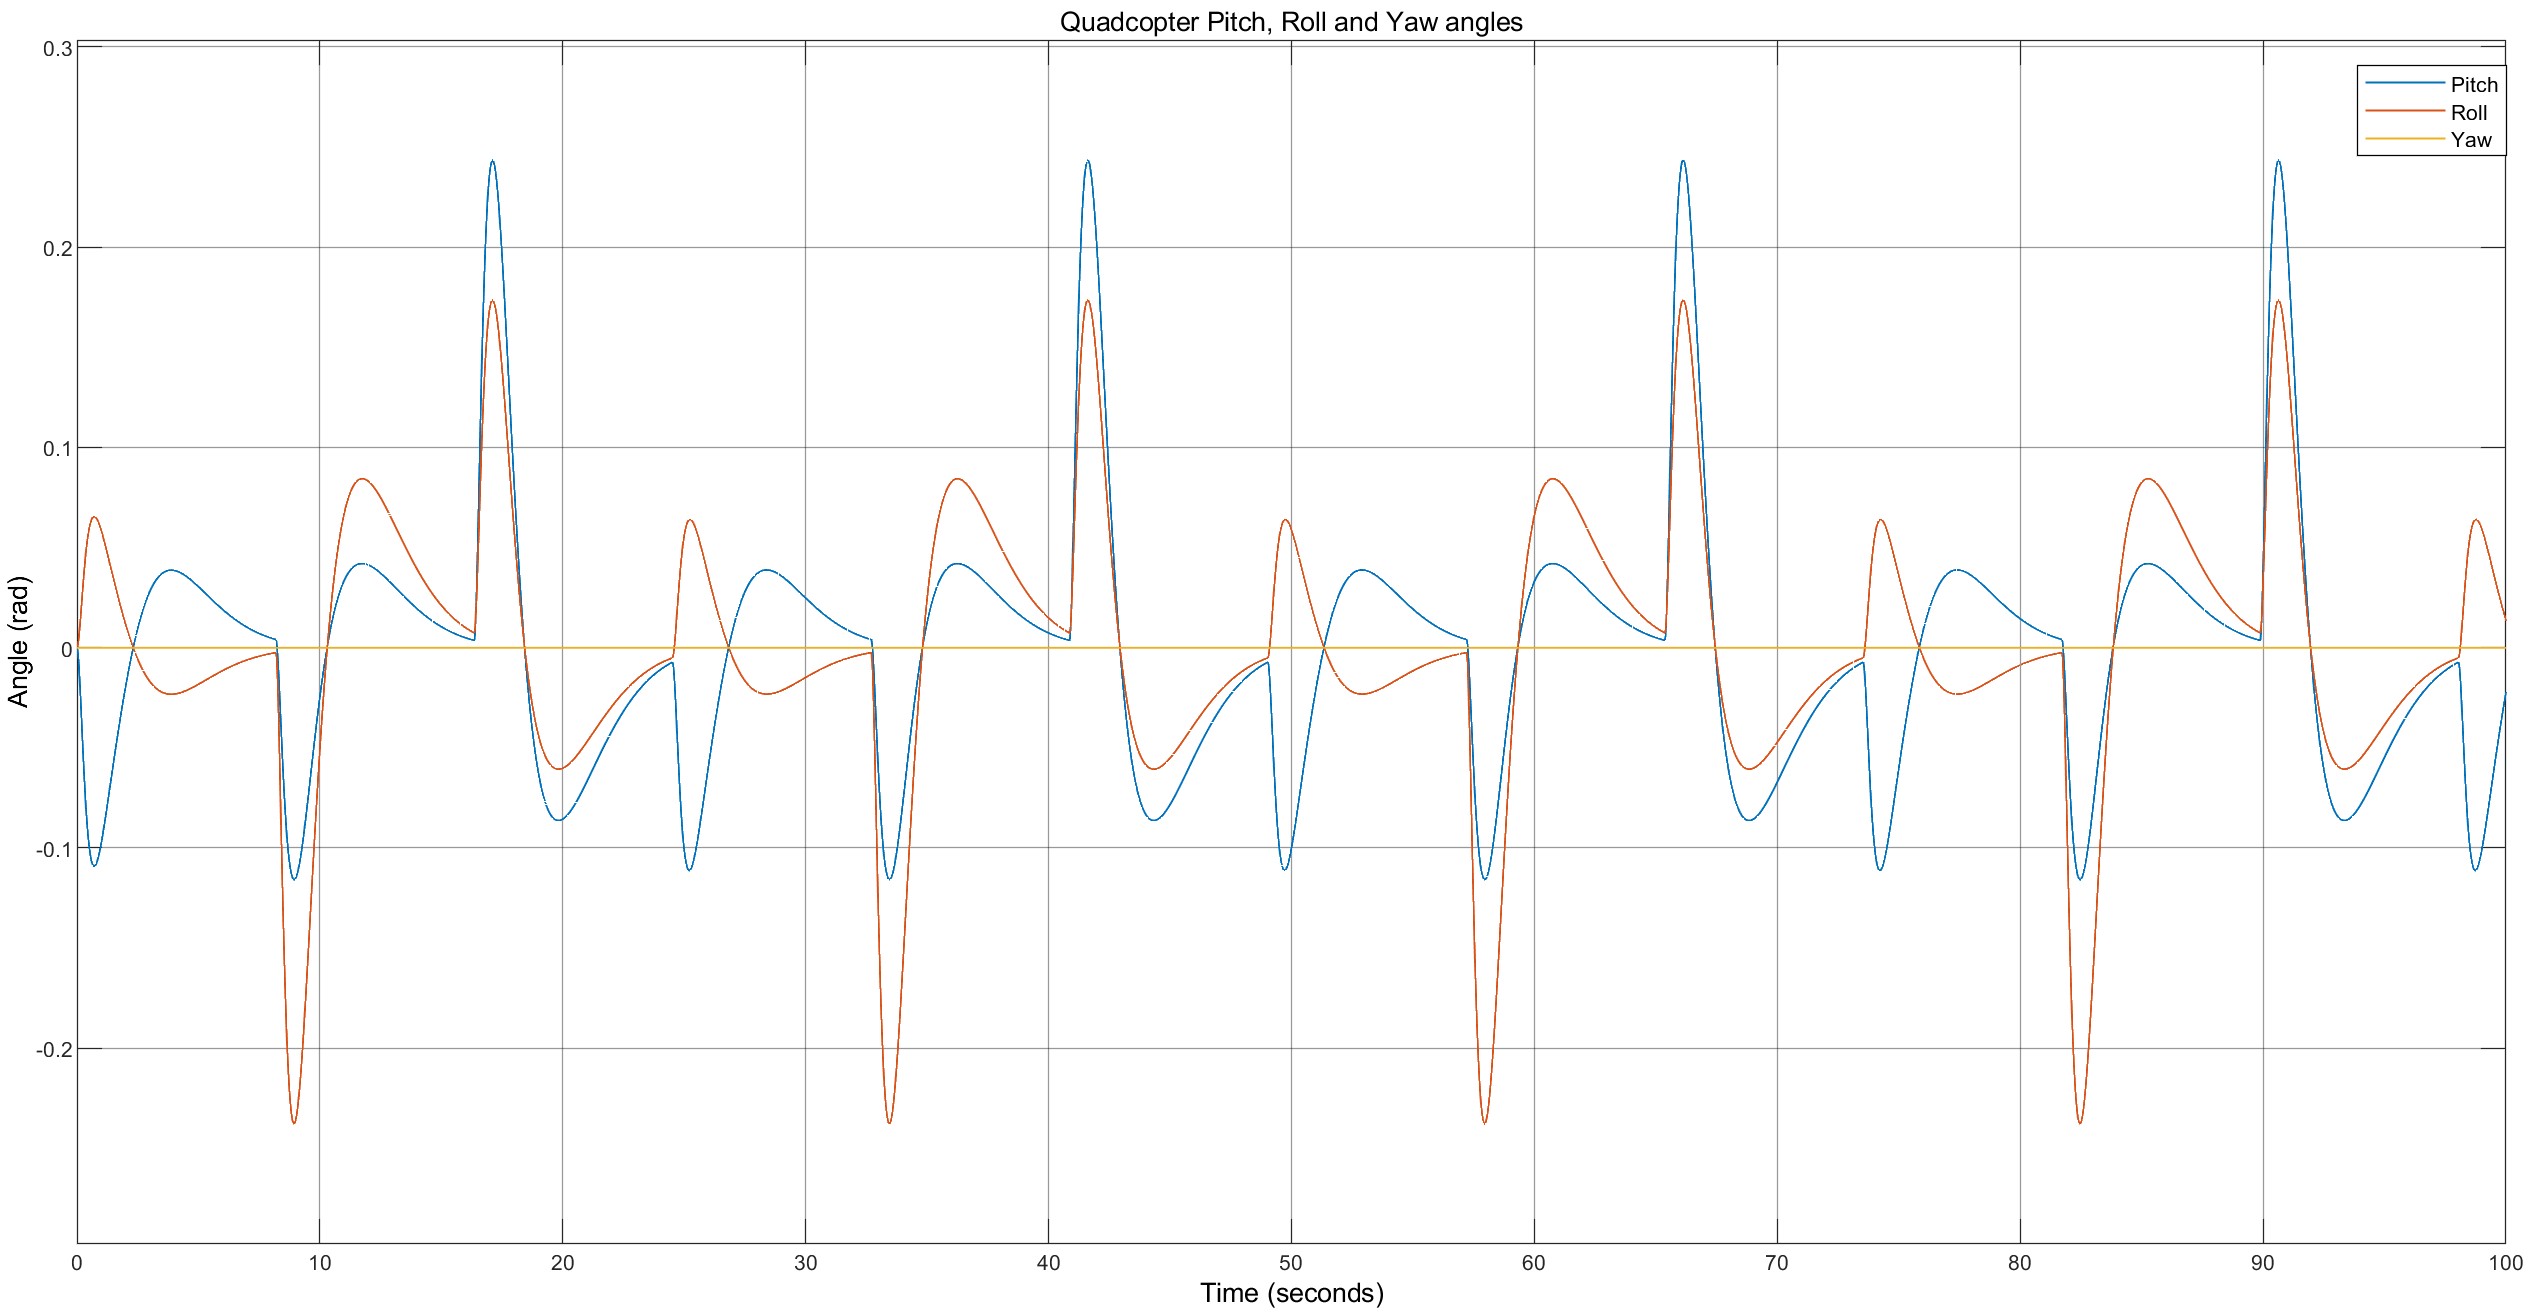 Quadcopter Pitch, Roll and Yaw angles
Pitch
Roll
Yaw
Angle (rad)
0.3
0.2
0.1
0
-0.1
-0.2
0 10 20 30 40 50 60 70 80 90 100
Time (seconds)